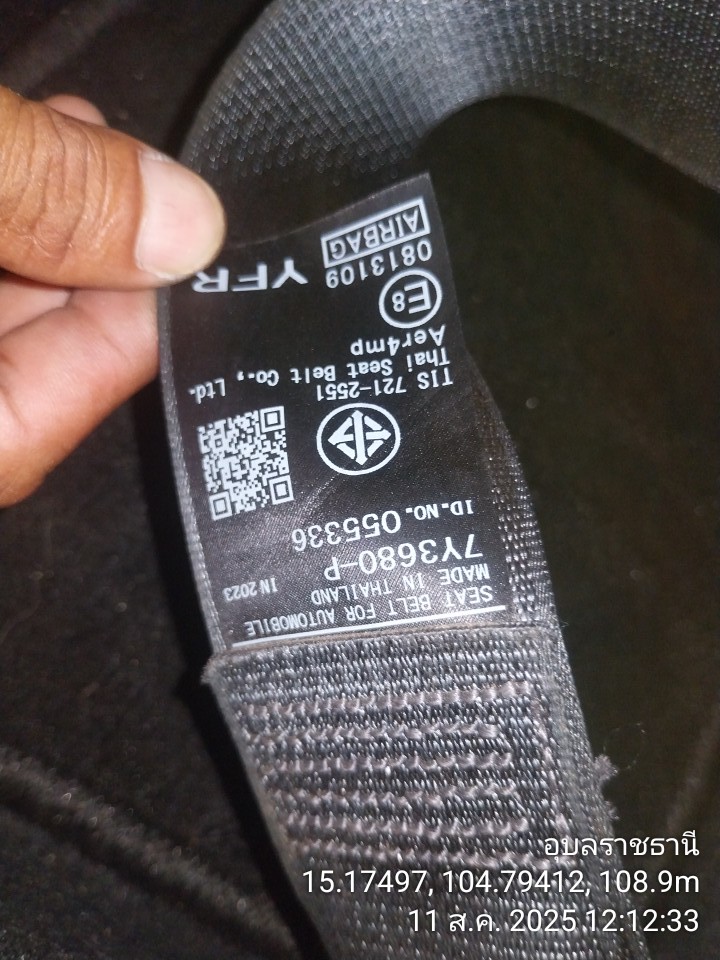 SEAT BELT FOR AUTOMOBILE
MADE IN THAILAND IN 2023
7Y3680-P
ID.NO. 055336
TIS 721-2551
Thai Seat Belt Co., Ltd.
Aer4mp
E8
0813109 YFR
AIRBAG
อุบลราชธานี
15.17497, 104.79412, 108.9m
11 ส.ค. 2025 12:12:33